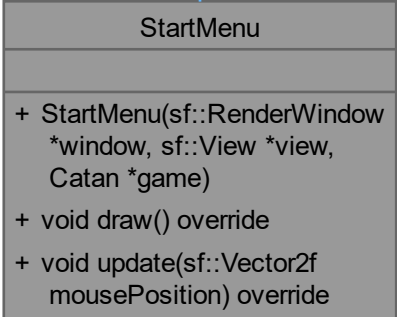 StartMenu
+ StartMenu(sf::RenderWindow
*window, sf::View *view,
Catan *game)
+ void draw() override
+ void update(sf::Vector2f
mousePosition) override